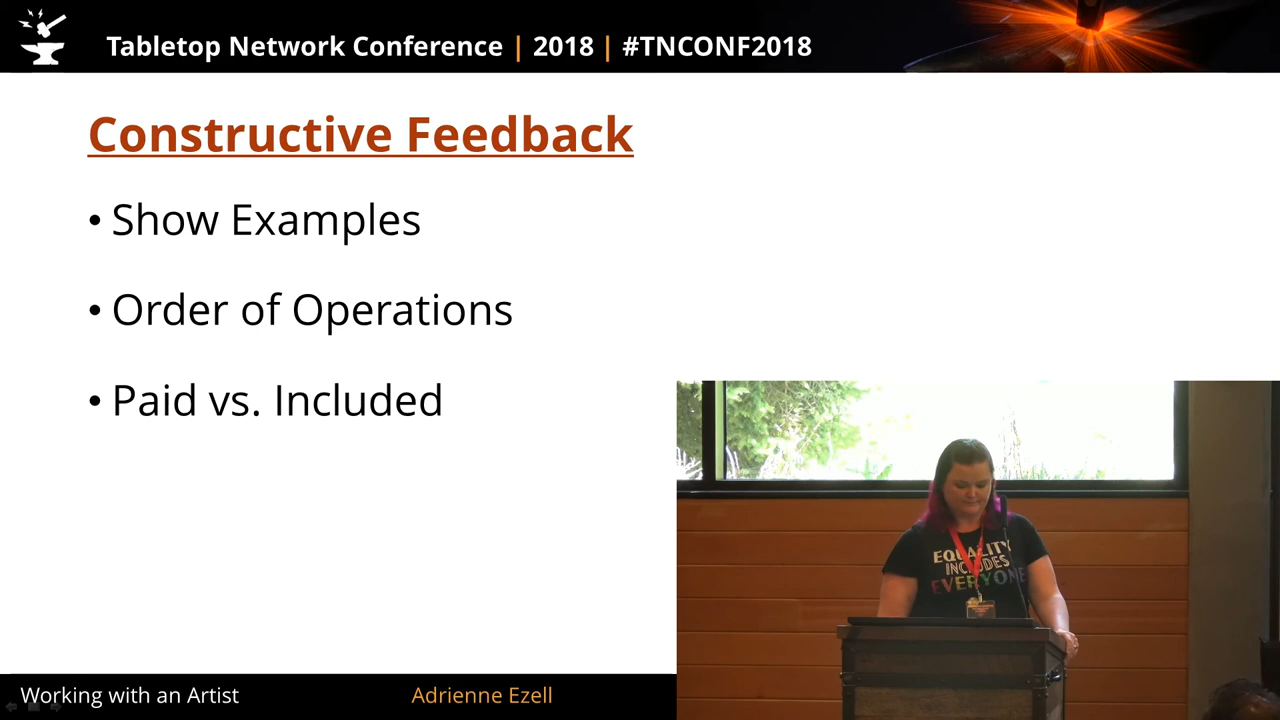 Tabletop Network Conference | 2018 | #TNCONF2018
Constructive Feedback
• Show Examples
• Order of Operations
• Paid vs. Included
EQUALITY
INCLUDES
EVERYONE
Working with an Artist
Adrienne Ezell